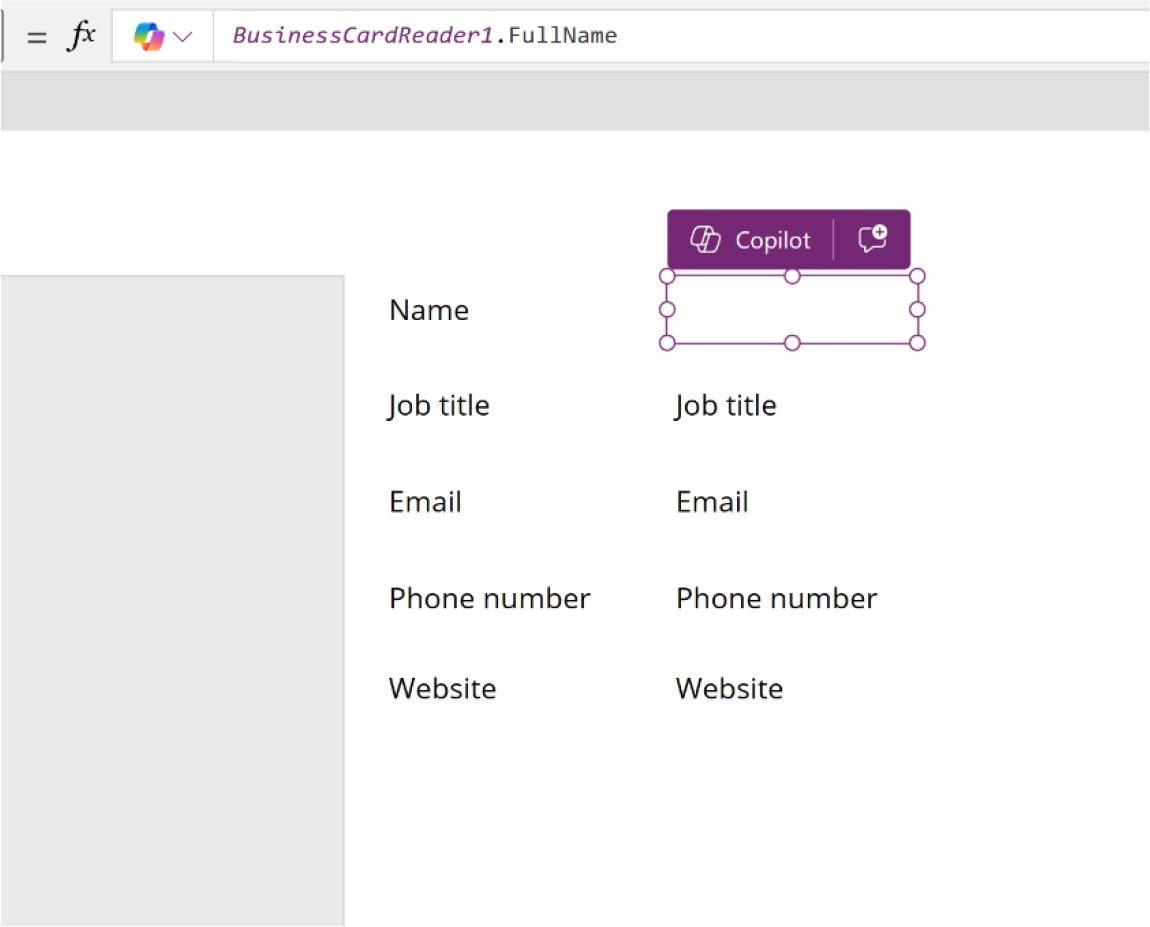 = fx BusinessCardReader1.FullName
Copilot
Name
Job title Job title
Email Email
Phone number Phone number
Website Website